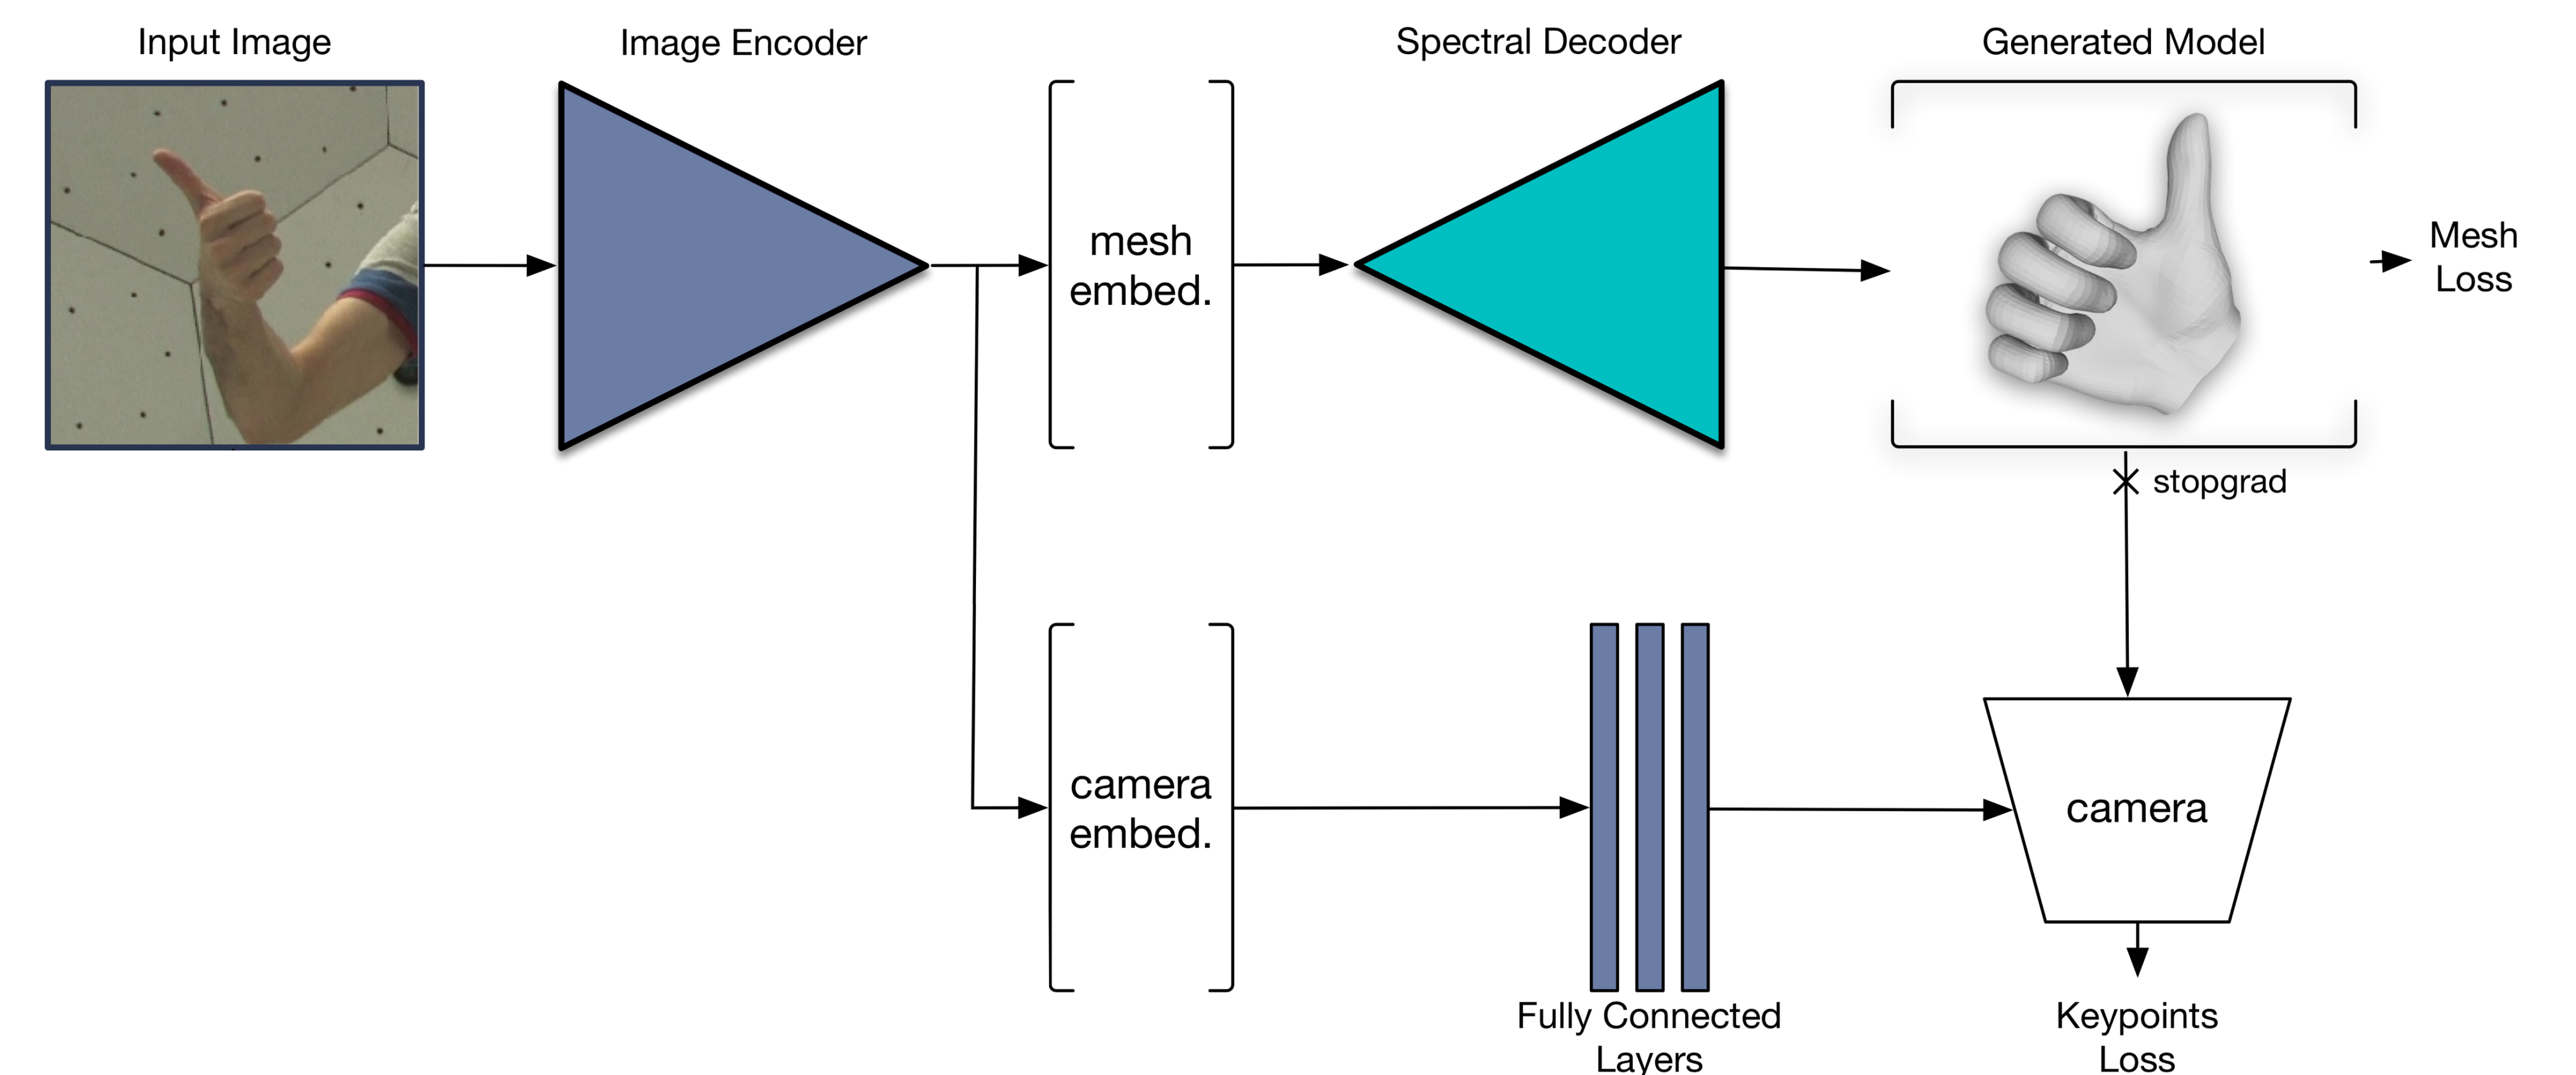 Input Image
Image Encoder
Spectral Decoder
Generated Model
mesh
embed.
Mesh
Loss
stopgrad
camera
embed.
camera
Fully Connected
Layers
Keypoints
Loss